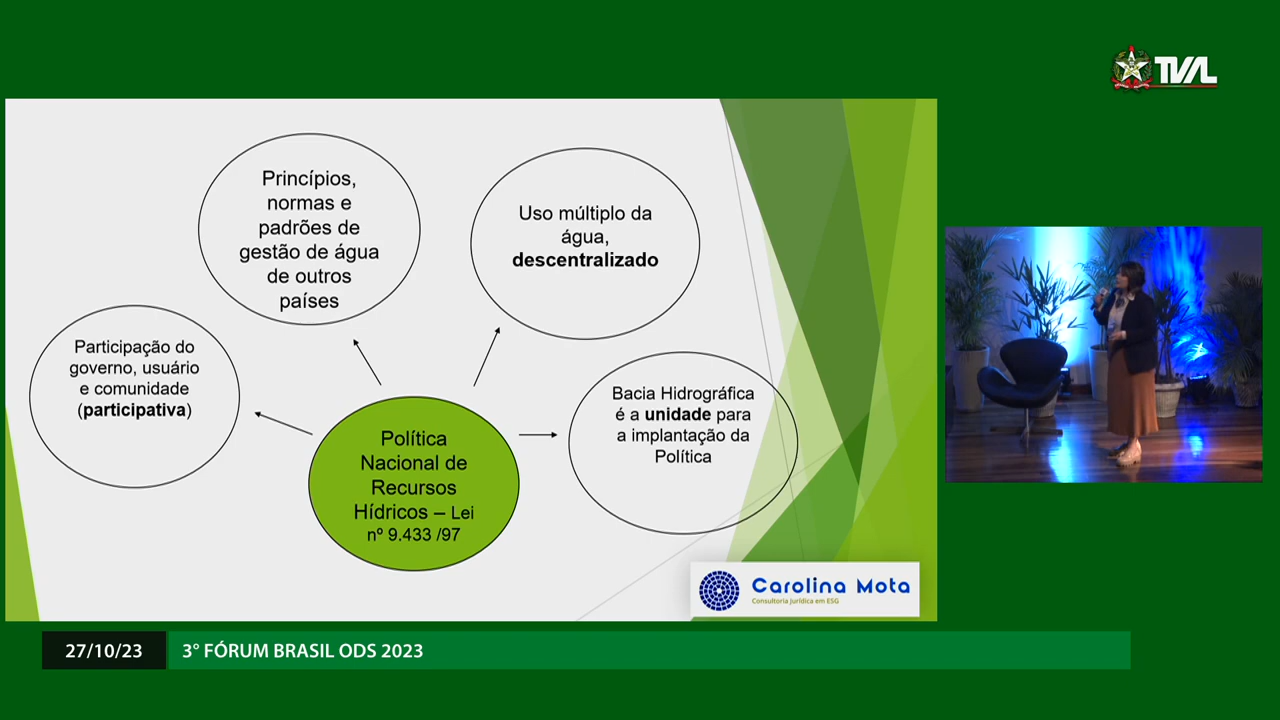 TVAL
Princípios,
normas e
padrões de
gestão de água
de outros
países
Uso múltiplo da
água,
descentralizado
Participação do
governo, usuário
e comunidade
(participativa)
Bacia Hidrográfica
é a unidade para
a implantação da
Política
Política
Nacional de
Recursos
Hídricos – Lei
nº 9.433 /97
Carolina Mota
Consultoria Jurídica em ESG
27/10/23
3° FÓRUM BRASIL ODS 2023